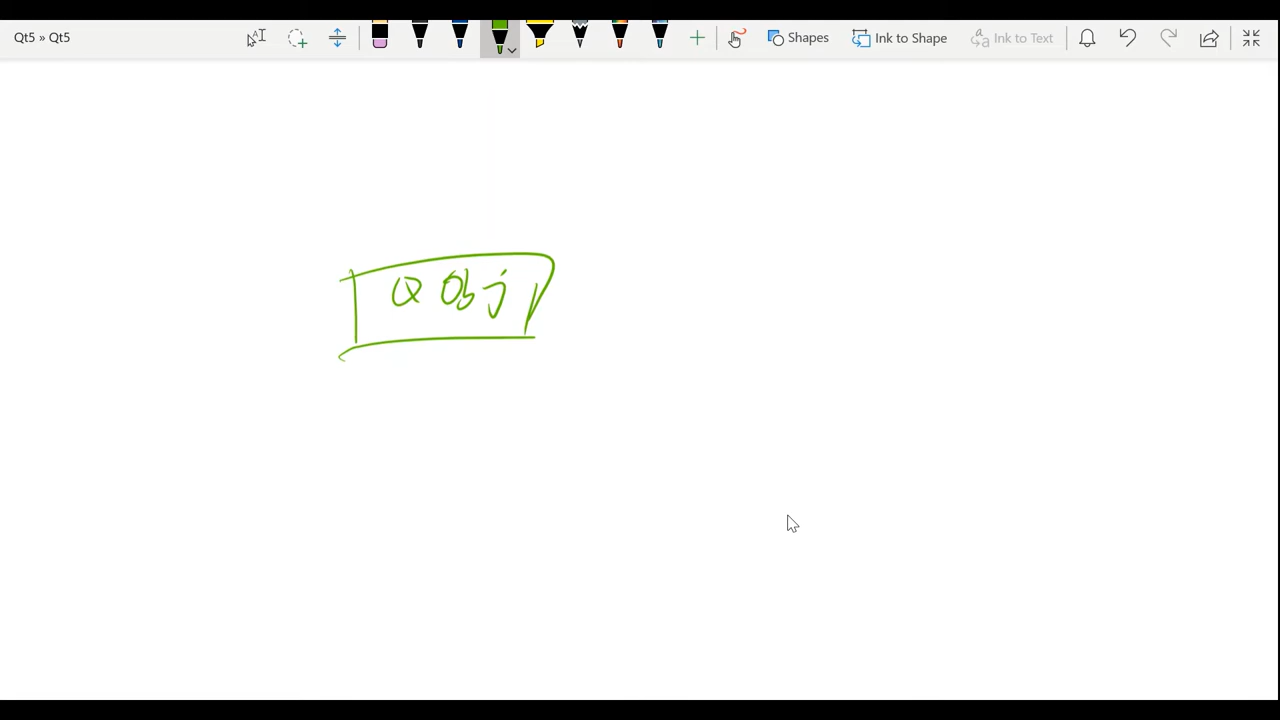 Qt5 » Qt5
Shapes
Ink to Shape
Ink to Text
Q Obj